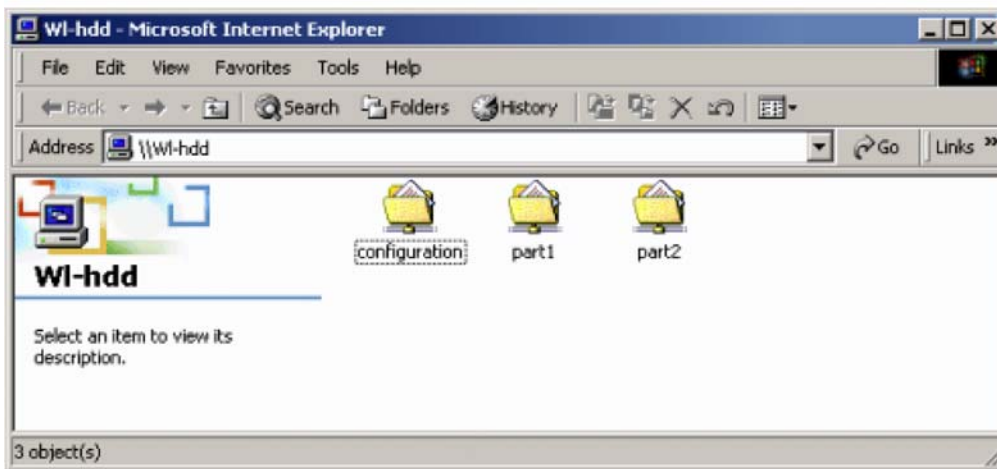 Wl-hdd - Microsoft Internet Explorer
File Edit View Favorites Tools Help
Back Search Folders History
Address \\Wl-hdd Go Links »
configuration part1 part2
Wl-hdd
Select an item to view its
description.
3 object(s)